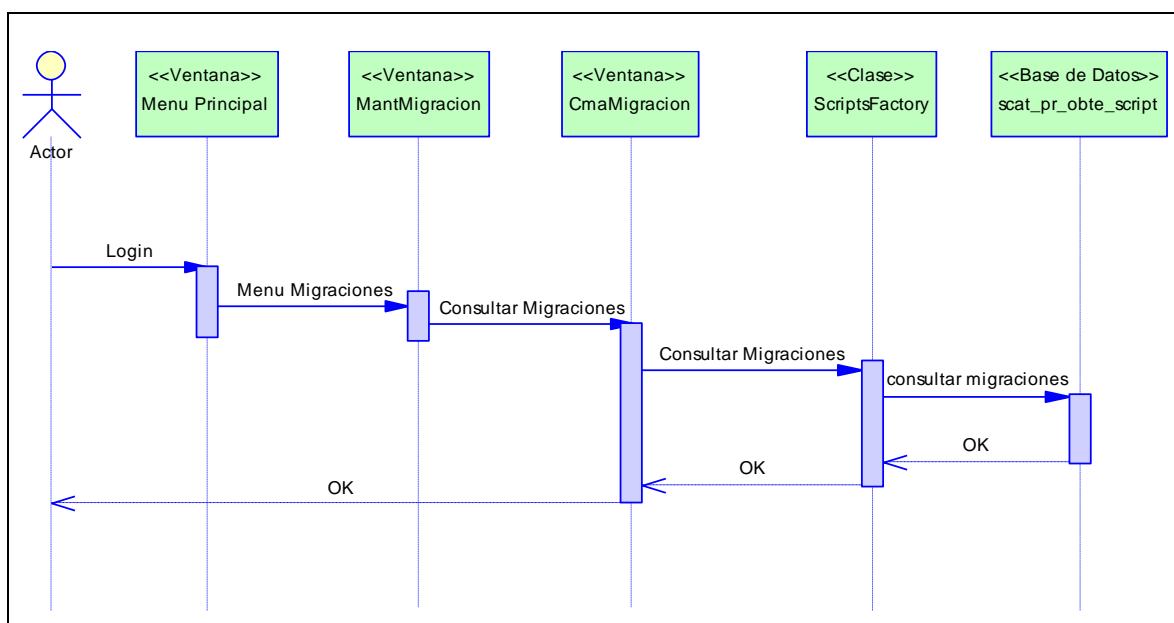 <<Ventana>>
Menu Principal
<<Ventana>>
MantMigracion
<<Ventana>>
CmaMigracion
<<Clase>>
ScriptsFactory
<<Base de Datos>>
scat_pr_obte_script
Actor
Login
Menu Migraciones
Consultar Migraciones
Consultar Migraciones
consultar migraciones
OK
OK
OK